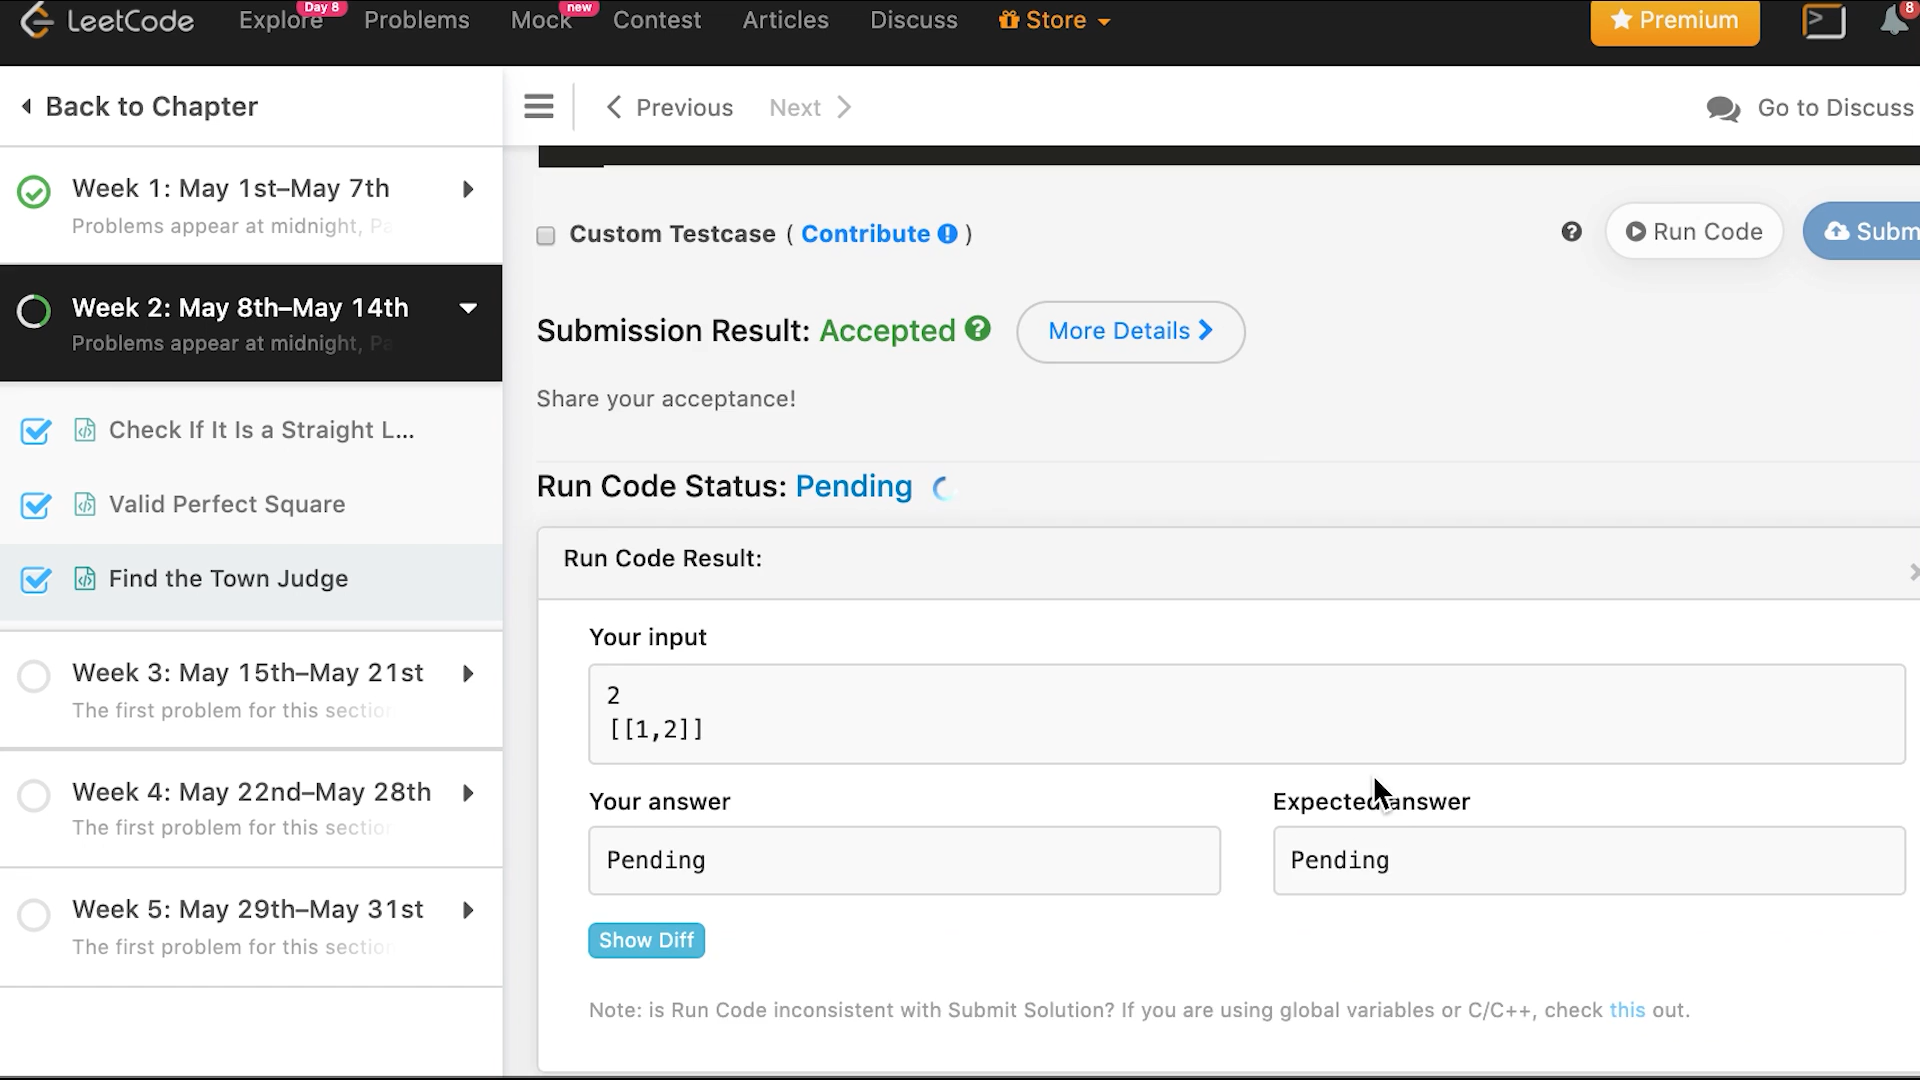 LeetCode Explore Day 8 Problems Mock new Contest Articles Discuss Store Premium 8
Back to Chapter
Previous Next Go to Discuss
Week 1: May 1st–May 7th
Problems appear at midnight,
Week 2: May 8th–May 14th
Problems appear at midnight,
Check If It Is a Straight L...
Valid Perfect Square
Find the Town Judge
Week 3: May 15th–May 21st
The first problem for this section
Week 4: May 22nd–May 28th
The first problem for this section
Week 5: May 29th–May 31st
The first problem for this section
Custom Testcase ( Contribute )
Run Code Subm
Submission Result: Accepted More Details
Share your acceptance!
Run Code Status: Pending
Run Code Result:
Your input
2
[[1,2]]
Your answer Expected answer
Pending Pending
Show Diff
Note: is Run Code inconsistent with Submit Solution? If you are using global variables or C/C++, check this out.